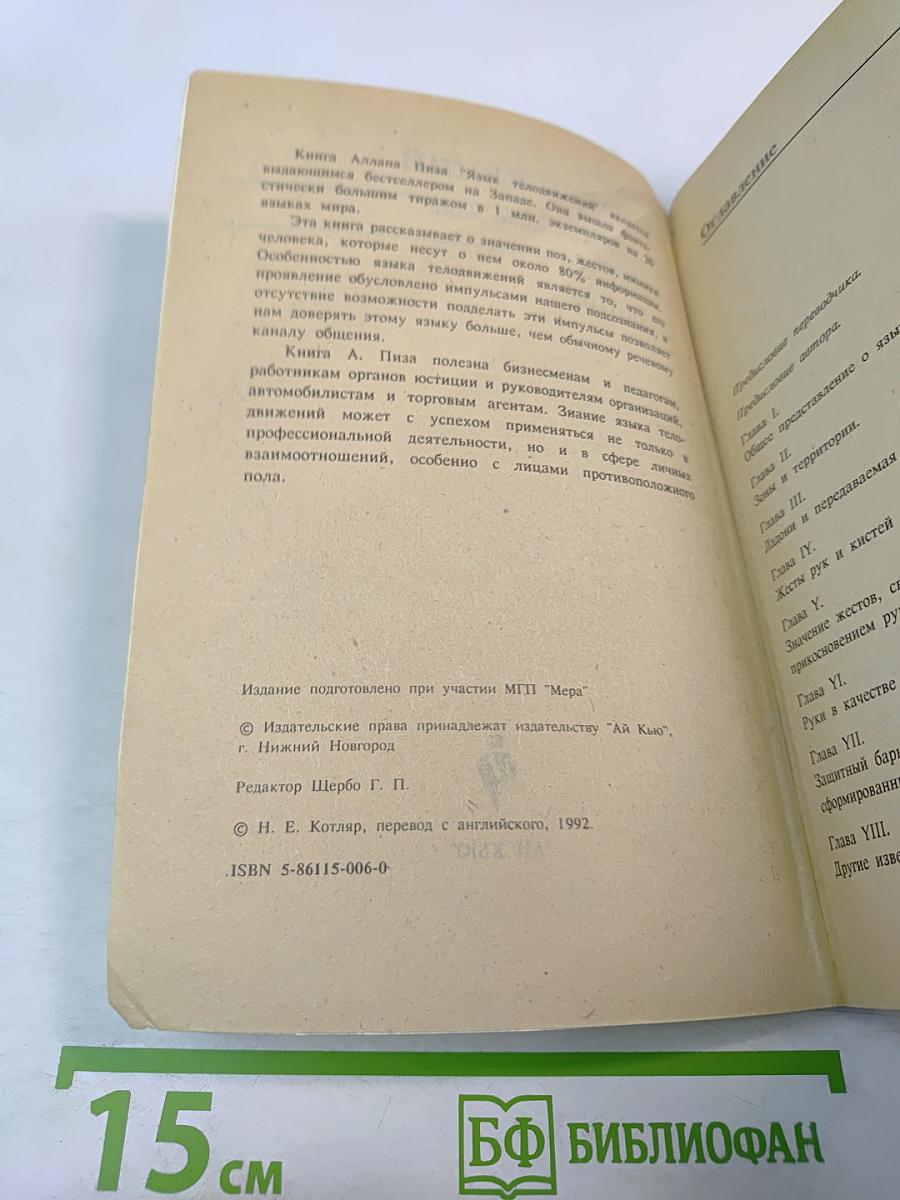 Книга Аллана Пиза "Язык телодвижений" является
выдающимся бестселлером на Западе. Она вышла фанта-
стически большим тиражом в 1 млн. экземпляров на 26
языках мира.
Эта книга рассказывает о значении поз, жестов, мимики
человека, которые несут о нем около 80% информации
Особенностью языка телодвижений является то, что его
проявление обусловлено импульсами нашего подсознания, и
отсутствие возможности подделать эти импульсы позволяет
нам доверять этому языку больше, чем обычному речевому
каналу общения.
Книга А. Пиза полезна бизнесменам и педагогам,
работникам органов юстиции и руководителям организаций,
автомобилистам и торговым агентам. Знание языка тело-
движений может с успехом применяться не только в
профессиональной деятельности, но и в сфере личных
взаимоотношений, особенно с лицами противоположного
пола.
Издание подготовлено при участии МГП "Мера"
© Издательские права принадлежат издательству "Ай Кью",
г. Нижний Новгород
Редактор Щербо Г. П.
© Н. Е. Котляр, перевод с английского, 1992.
ISBN 5-86115-006-0
Оглавление
Предисловие переводчика.
Предисловие автора.
Глава I.
Общее представление о язы
Глава II.
Зоны и территории.
Глава III.
Ладони и передаваемая
Глава IY.
Жесты рук и кистей
Глава Y.
Значение жестов, св
прикосновением рук
Глава YI.
Руки в качестве
Глава YII.
Защитный барь
сформированны
Глава YIII.
Другие изве
15 см
БФ БИБЛИОФАН